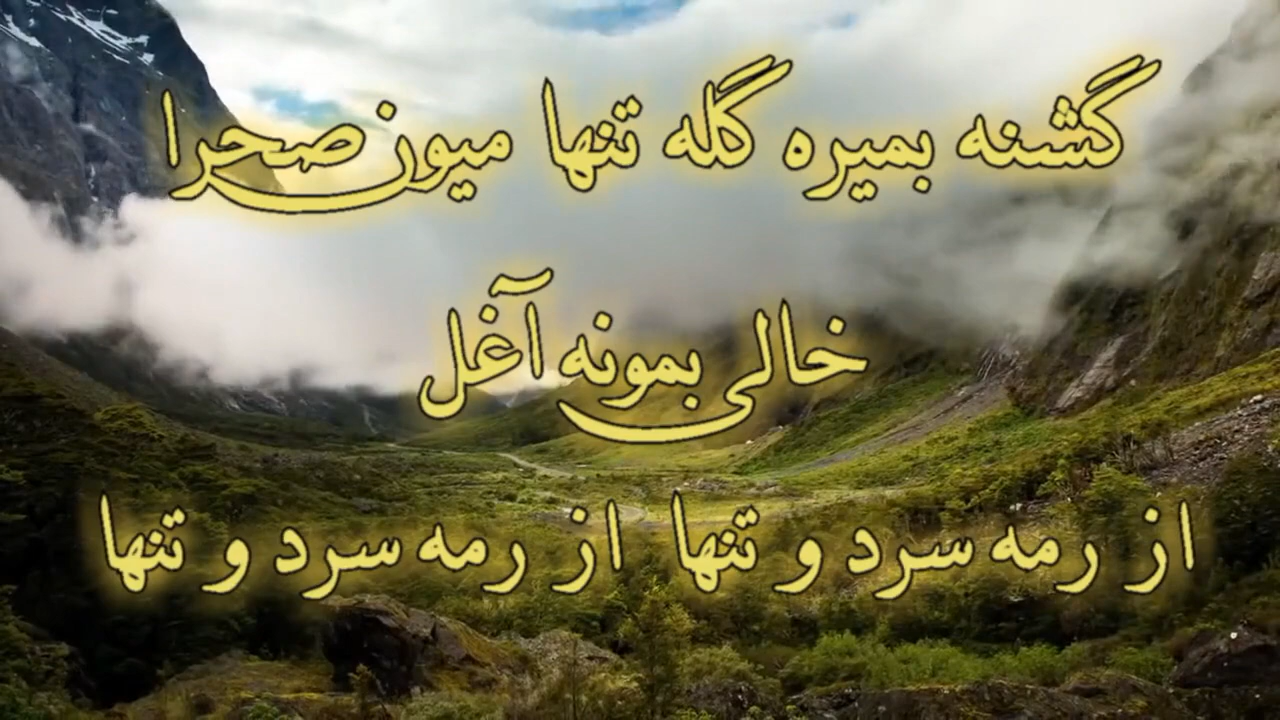 گشنه بمیره گله تنها میون صحرا
خالی بمونه آغل
از رمه سرد و تنها از رمه سرد و تنها